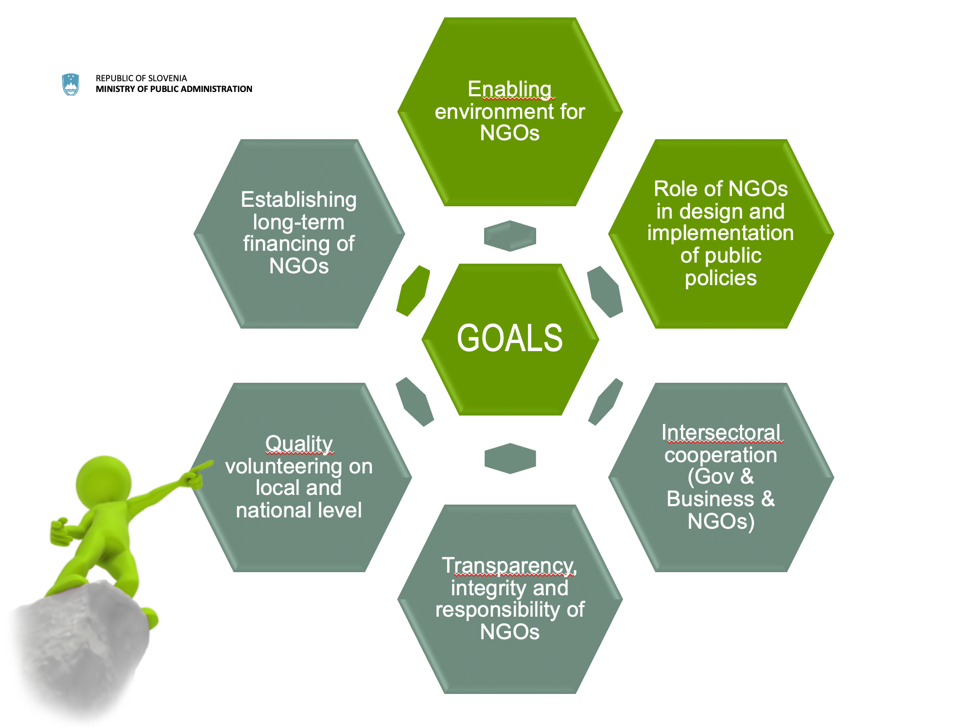 REPUBLIC OF SLOVENIA
MINISTRY OF PUBLIC ADMINISTRATION
Enabling
environment for
NGOs
Role of NGOs
in design and
implementation
of public
policies
Intersectoral
cooperation
(Gov &
Business &
NGOs)
Transparency,
integrity and
responsibility of
NGOs
Quality
volunteering on
local and
national level
Establishing
long-term
financing of
NGOs
GOALS